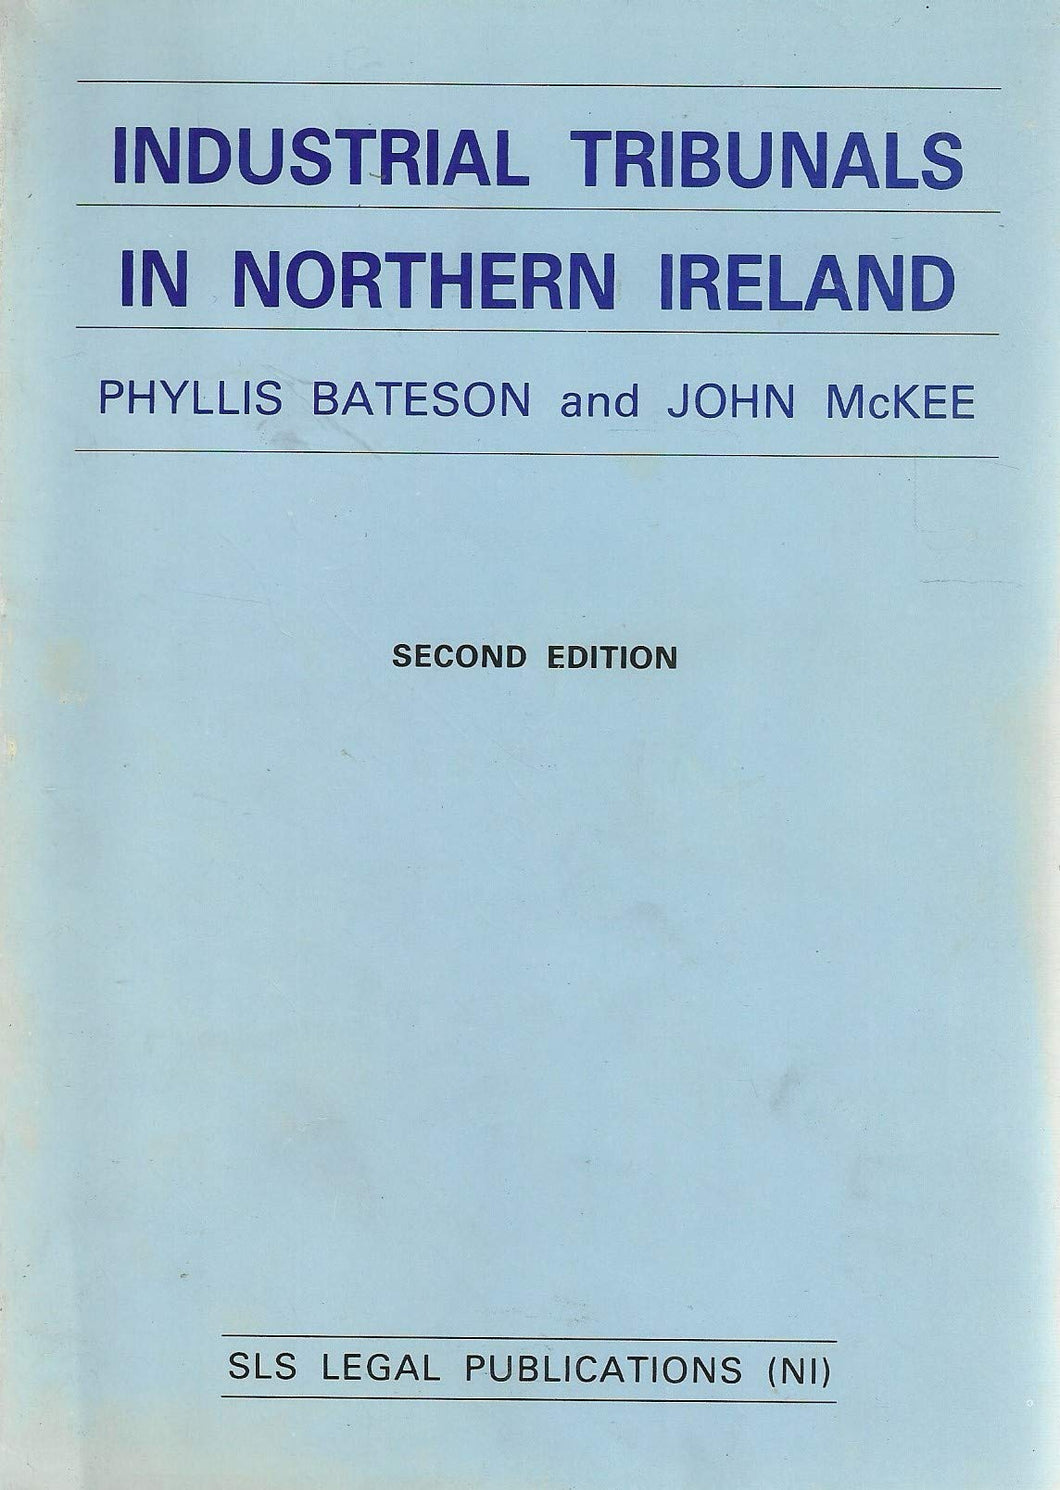 INDUSTRIAL TRIBUNALS
IN NORTHERN IRELAND
PHYLLIS BATESON and JOHN McKEE
SECOND EDITION
SLS LEGAL PUBLICATIONS (NI)